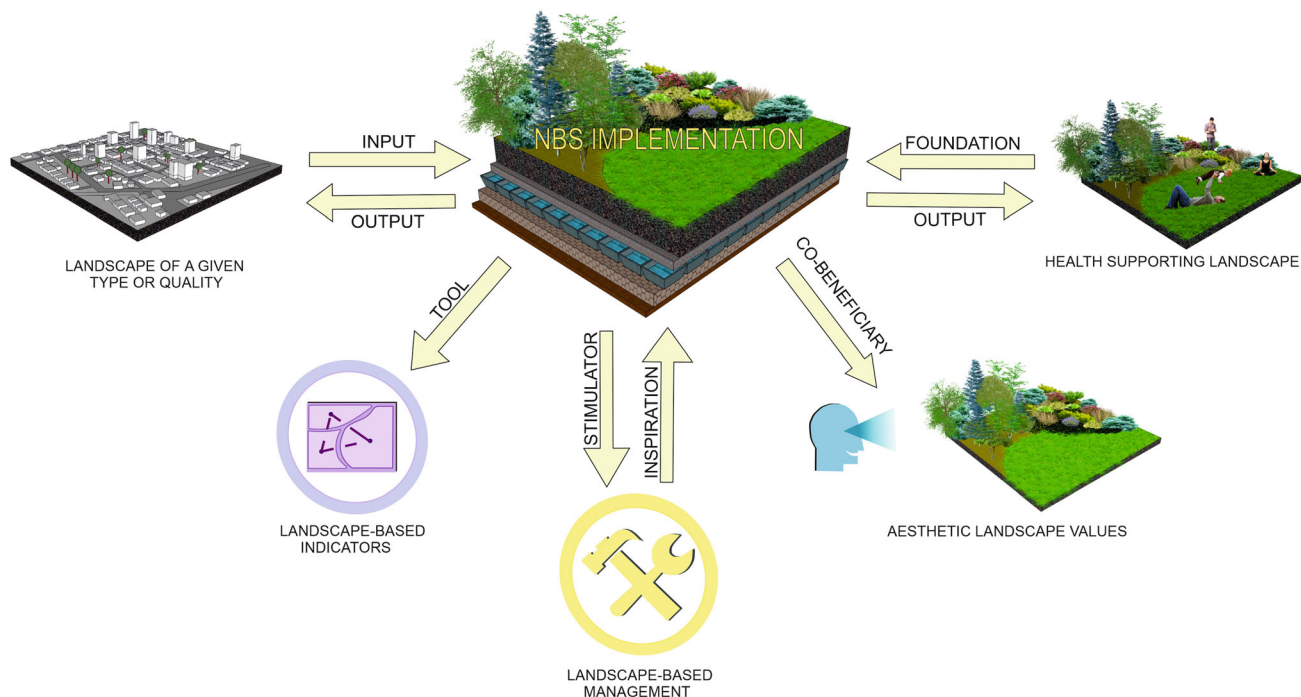 NBS IMPLEMENTATION
INPUT
OUTPUT
FOUNDATION
OUTPUT
LANDSCAPE OF A GIVEN
TYPE OR QUALITY
HEALTH SUPPORTING LANDSCAPE
TOOL
STIMULATOR
INSPIRATION
CO-BENEFICIARY
LANDSCAPE-BASED
INDICATORS
AESTHETIC LANDSCAPE VALUES
LANDSCAPE-BASED
MANAGEMENT